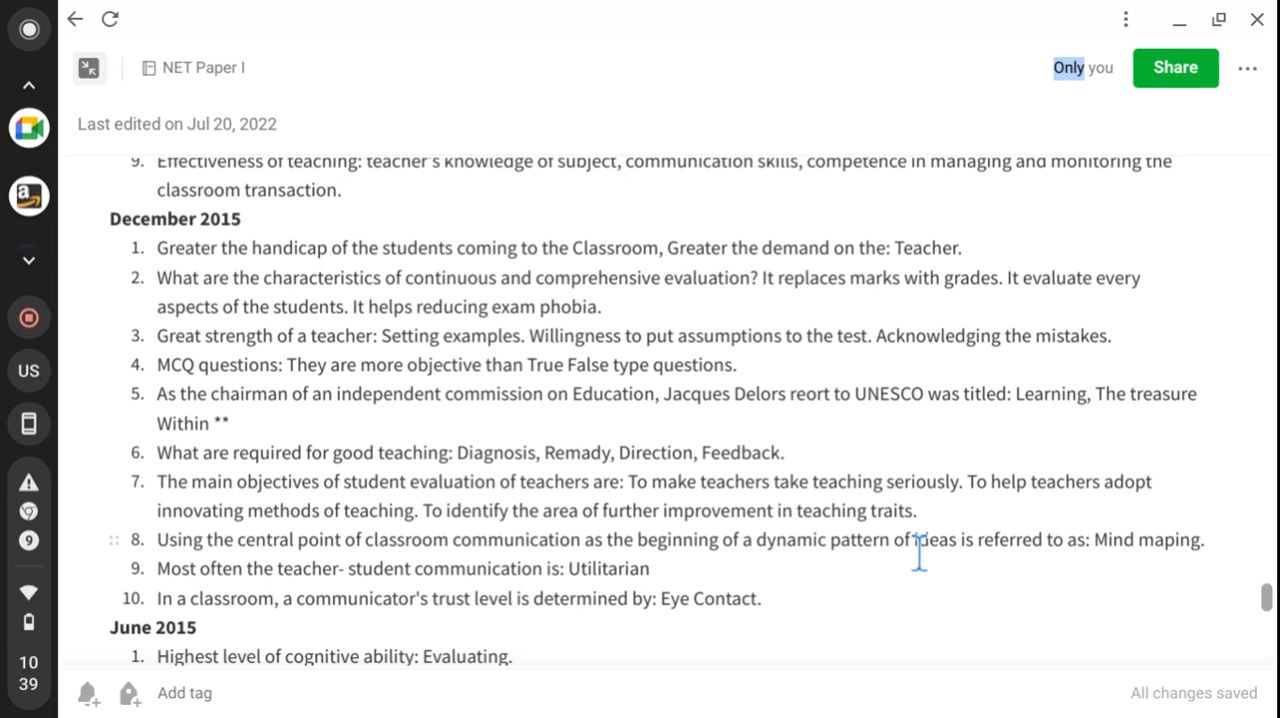 NET Paper I
Only you
Share
Last edited on Jul 20, 2022
9. Effectiveness of teaching: teacher's knowledge of subject, communication skills, competence in managing and monitoring the
classroom transaction.
December 2015
1. Greater the handicap of the students coming to the Classroom, Greater the demand on the: Teacher.
2. What are the characteristics of continuous and comprehensive evaluation? It replaces marks with grades. It evaluate every
aspects of the students. It helps reducing exam phobia.
3. Great strength of a teacher: Setting examples. Willingness to put assumptions to the test. Acknowledging the mistakes.
4. MCQ questions: They are more objective than True False type questions.
5. As the chairman of an independent commission on Education, Jacques Delors reort to UNESCO was titled: Learning, The treasure
Within **
6. What are required for good teaching: Diagnosis, Remady, Direction, Feedback.
7. The main objectives of student evaluation of teachers are: To make teachers take teaching seriously. To help teachers adopt
innovating methods of teaching. To identify the area of further improvement in teaching traits.
8. Using the central point of classroom communication as the beginning of a dynamic pattern of ideas is referred to as: Mind maping.
9. Most often the teacher- student communication is: Utilitarian
10. In a classroom, a communicator's trust level is determined by: Eye Contact.
June 2015
1. Highest level of cognitive ability: Evaluating.
Add tag
All changes saved
a
US
9
10
39